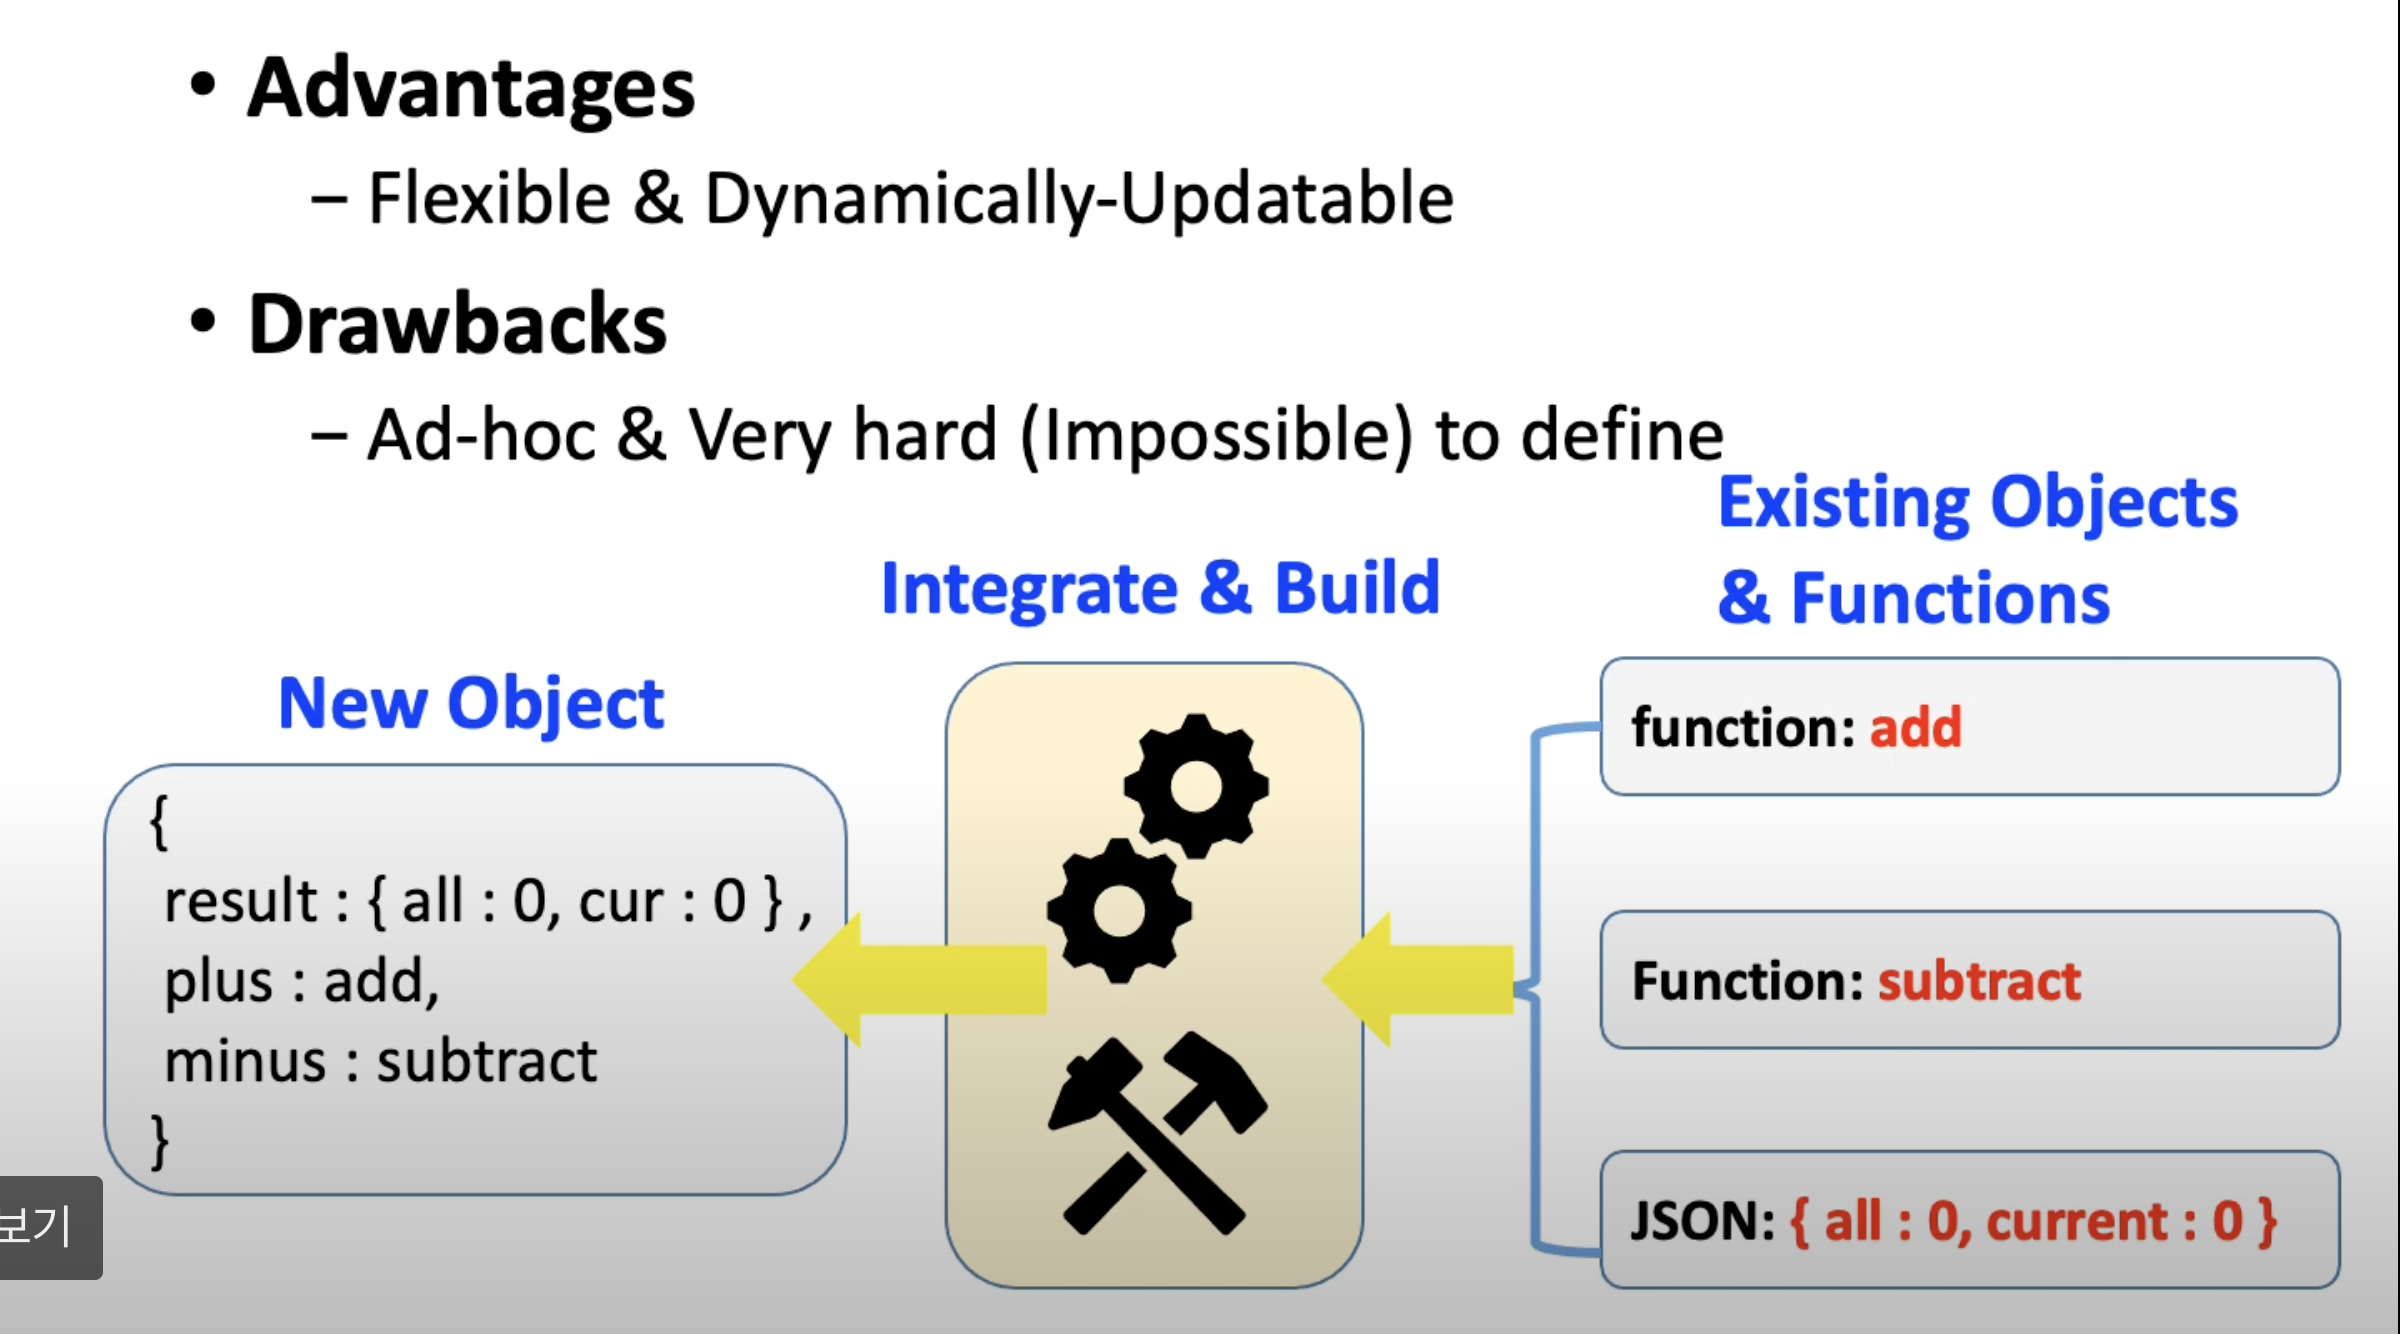 • Advantages
– Flexible & Dynamically-Updatable
• Drawbacks
– Ad-hoc & Very hard (Impossible) to define
Existing Objects
& Functions
Integrate & Build
New Object
{
result : { all : 0, cur : 0 } ,
plus : add,
minus : subtract
}
function: add
Function: subtract
JSON: { all : 0, current : 0 }
보기